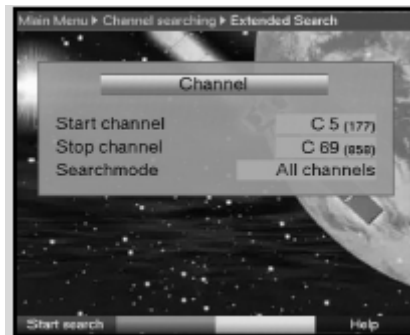 Main Menu ▸ Channel searching ▸ Extended Search
Channel
Start channel C 5 (177)
Stop channel C 69 (858)
Searchmode All channels
Start search Help